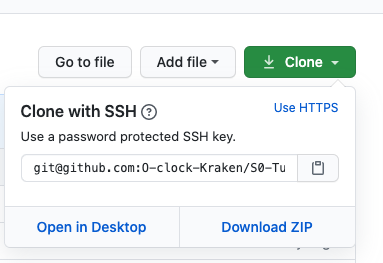 Go to file Add file Clone
Clone with SSH ? Use HTTPS
Use a password protected SSH key.
git@github.com:O-clock-Kraken/S0-Tu
Open in Desktop Download ZIP